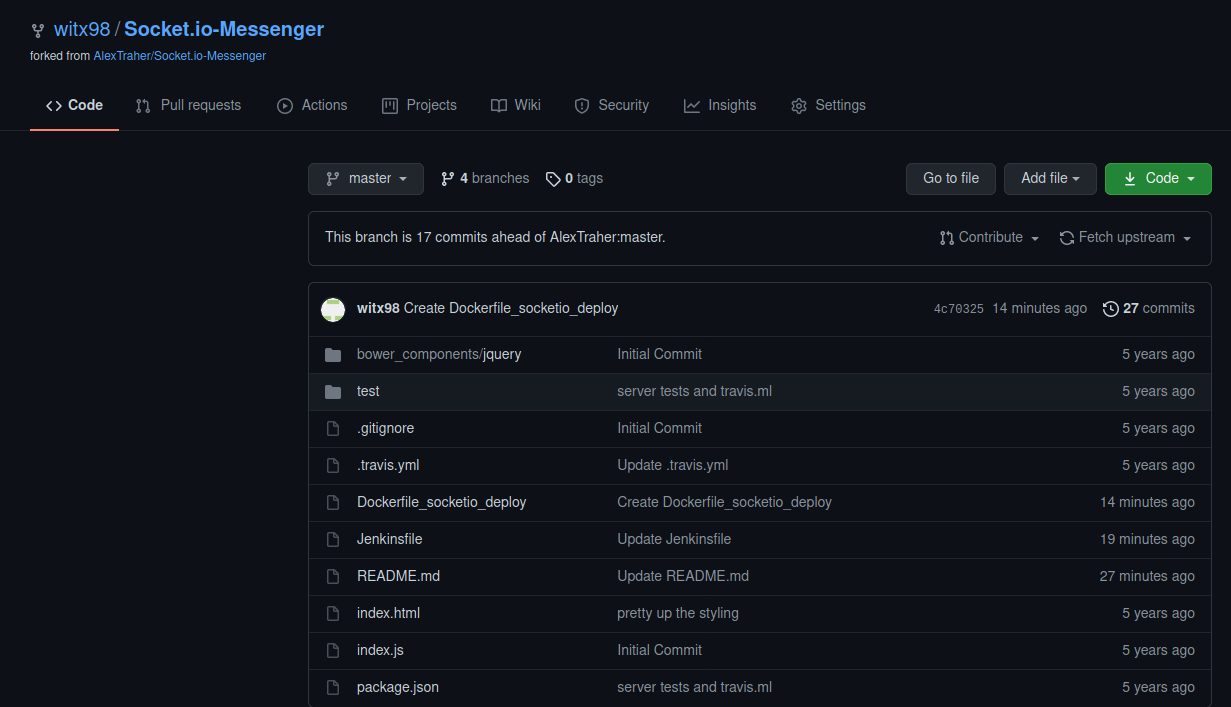 witx98 / Socket.io-Messenger
forked from AlexTraher/Socket.io-Messenger
Code Pull requests Actions Projects Wiki Security Insights Settings
master 4 branches 0 tags Go to file Add file Code
This branch is 17 commits ahead of AlexTraher:master. Contribute Fetch upstream
witx98 Create Dockerfile_socketio_deploy 4c70325 14 minutes ago 27 commits
bower_components/jquery Initial Commit 5 years ago
test server tests and travis.ml 5 years ago
.gitignore Initial Commit 5 years ago
.travis.yml Update .travis.yml 5 years ago
Dockerfile_socketio_deploy Create Dockerfile_socketio_deploy 14 minutes ago
Jenkinsfile Update Jenkinsfile 19 minutes ago
README.md Update README.md 27 minutes ago
index.html pretty up the styling 5 years ago
index.js Initial Commit 5 years ago
package.json server tests and travis.ml 5 years ago